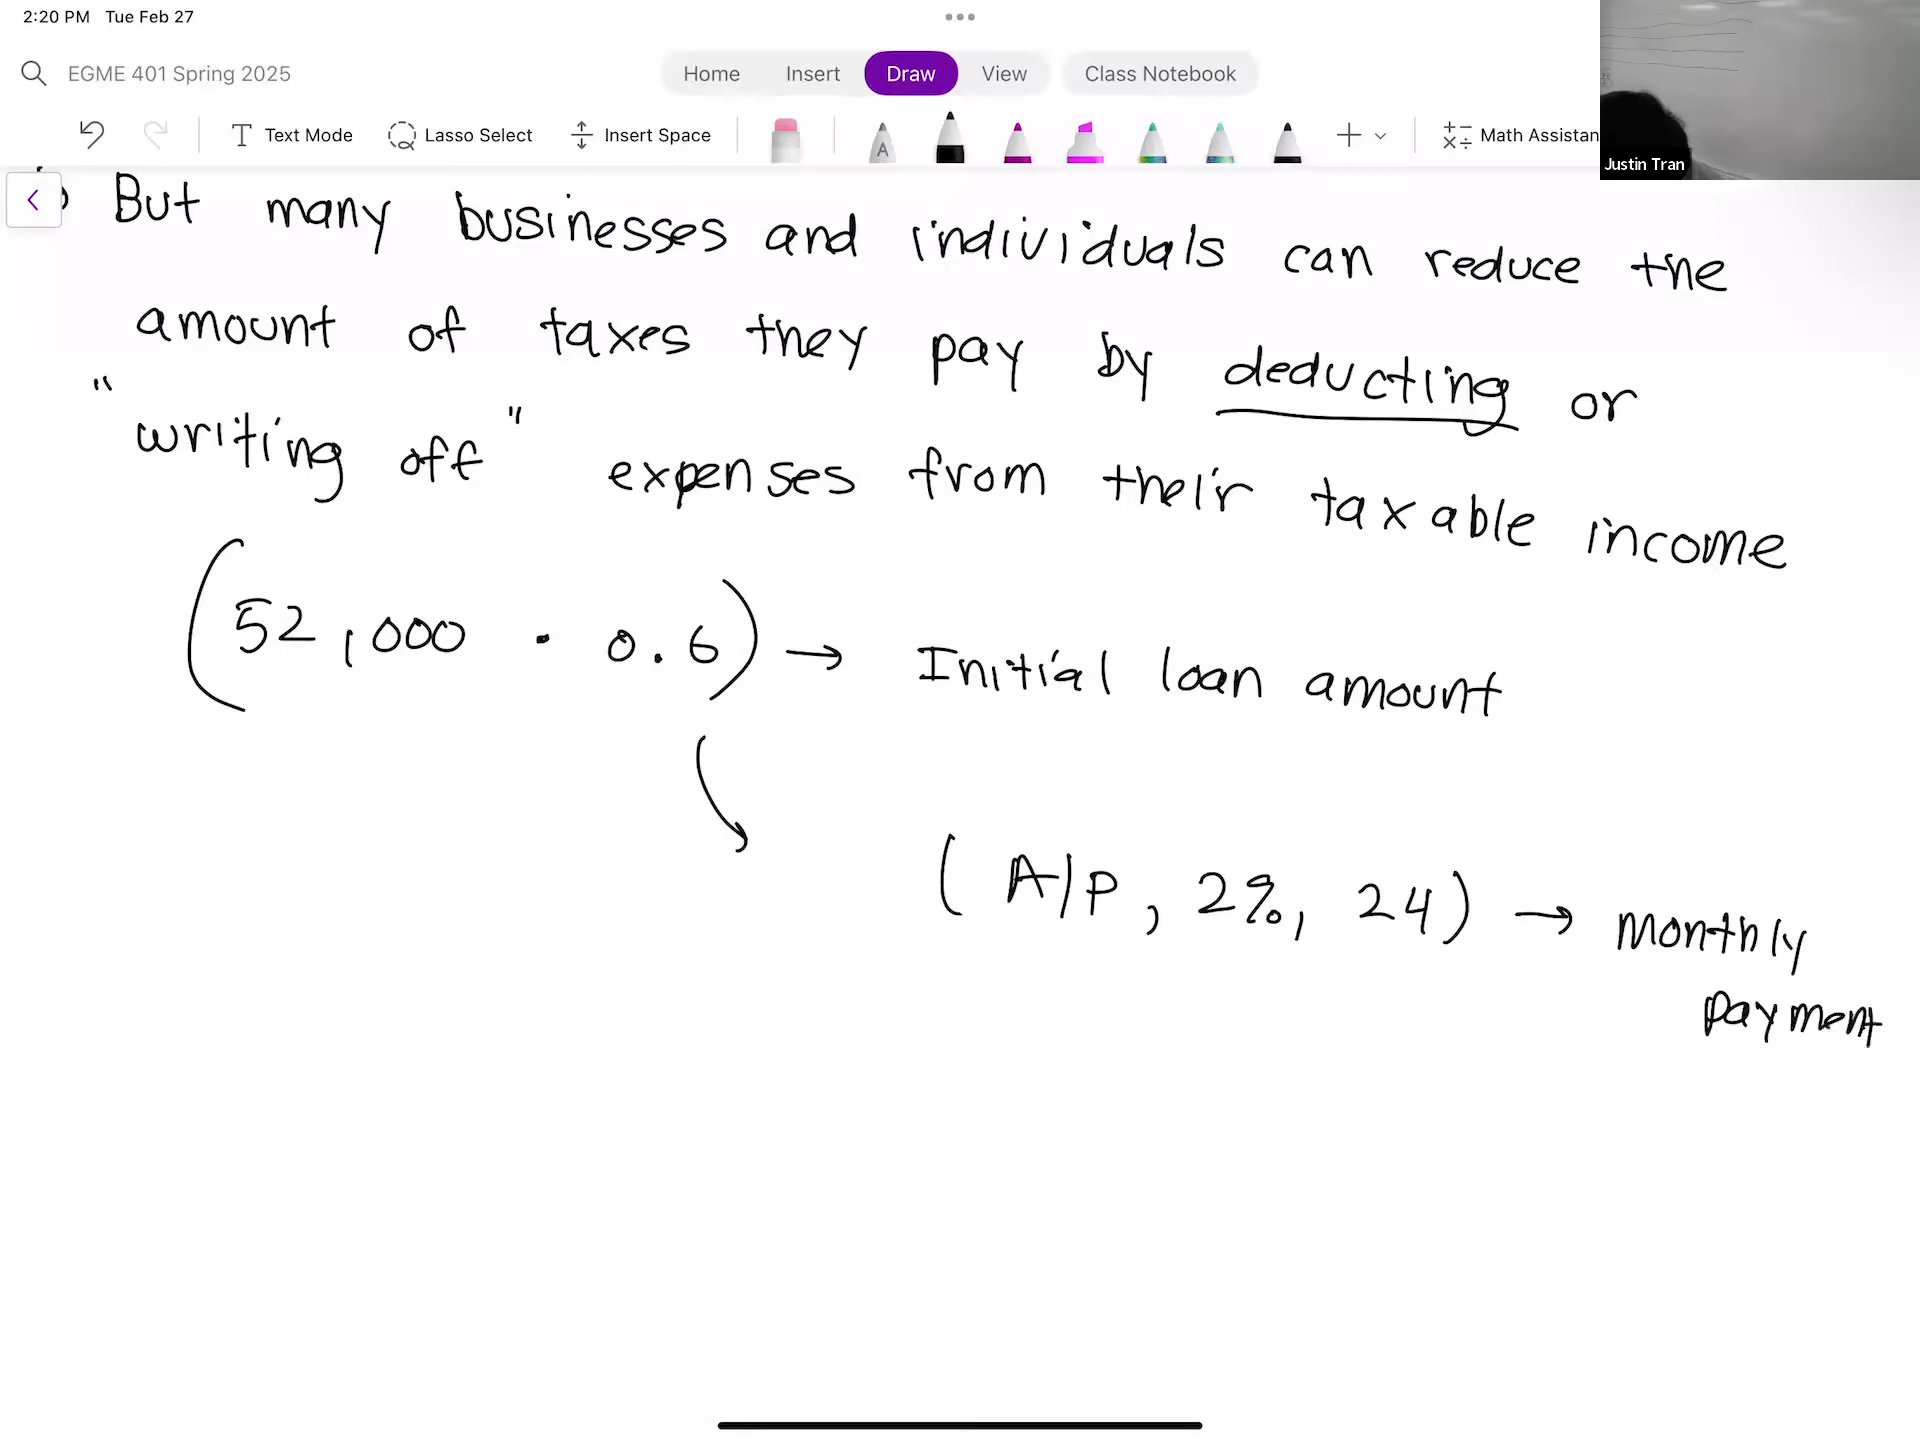 2:20 PM Tue Feb 27
EGME 401 Spring 2025
Home Insert Draw View Class Notebook
Text Mode Lasso Select Insert Space Math Assistan
A
Justin Tran
But many businesses and individuals can reduce the
amount of taxes they pay by deducting or
"writing off" expenses from their taxable income
(52,000 · 0.6) → Initial loan amount
(A/P, 2%, 24) → Monthly
payment